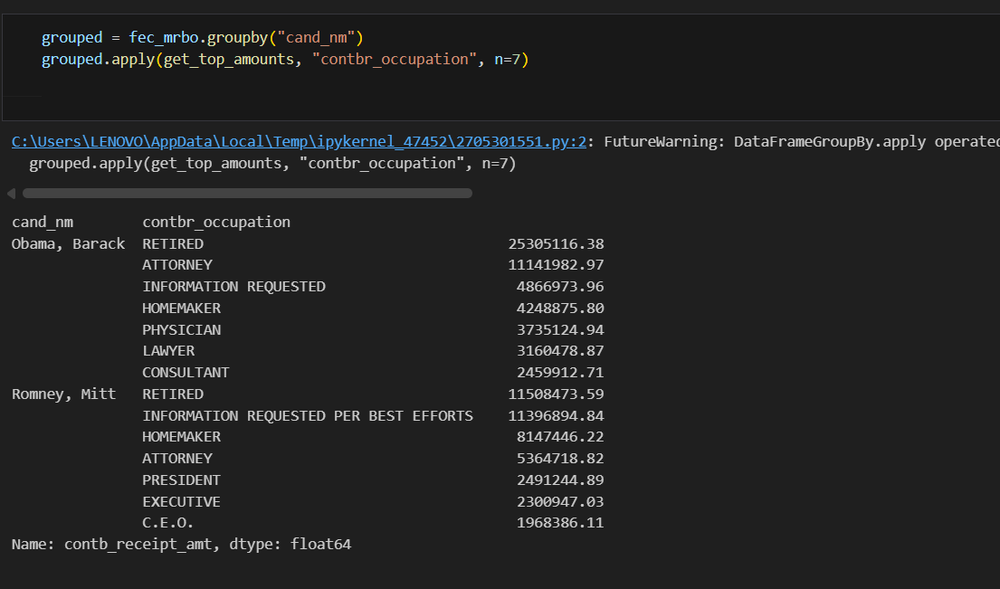 grouped = fec_mrbo.groupby("cand_nm")
grouped.apply(get_top_amounts, "contbr_occupation", n=7)
C:\Users\LENOVO\AppData\Local\Temp\ipykernel_47452\2705301551.py:2: FutureWarning: DataFrameGroupBy.apply operated
  grouped.apply(get_top_amounts, "contbr_occupation", n=7)
cand_nm        contbr_occupation
Obama, Barack  RETIRED                                   25305116.38
               ATTORNEY                                  11141982.97
               INFORMATION REQUESTED                      4866973.96
               HOMEMAKER                                  4248875.80
               PHYSICIAN                                  3735124.94
               LAWYER                                     3160478.87
               CONSULTANT                                 2459912.71
Romney, Mitt   RETIRED                                   11508473.59
               INFORMATION REQUESTED PER BEST EFFORTS    11396894.84
               HOMEMAKER                                  8147446.22
               ATTORNEY                                   5364718.82
               PRESIDENT                                  2491244.89
               EXECUTIVE                                  2300947.03
               C.E.O.                                     1968386.11
Name: contb_receipt_amt, dtype: float64